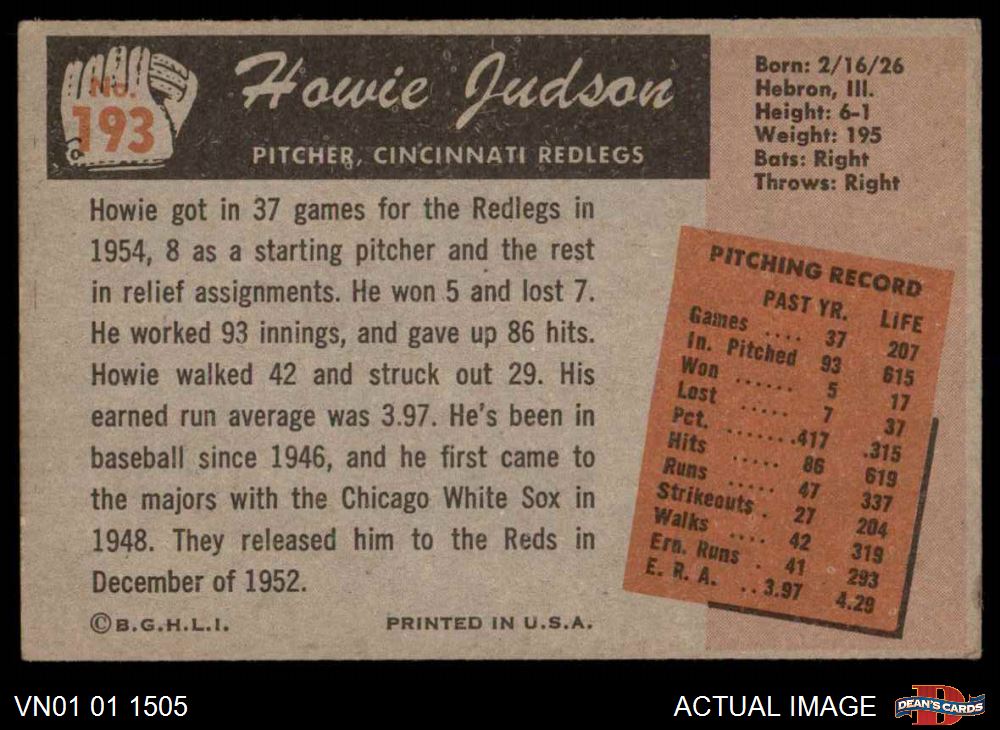 No.
193
Howie Judson
PITCHER, CINCINNATI REDLEGS
Born: 2/16/26
Hebron, Ill.
Height: 6-1
Weight: 195
Bats: Right
Throws: Right
Howie got in 37 games for the Redlegs in
1954, 8 as a starting pitcher and the rest
in relief assignments. He won 5 and lost 7.
He worked 93 innings, and gave up 86 hits.
Howie walked 42 and struck out 29. His
earned run average was 3.97. He's been in
baseball since 1946, and he first came to
the majors with the Chicago White Sox in
1948. They released him to the Reds in
December of 1952.
©B.G.H.L.I. PRINTED IN U.S.A.
PITCHING RECORD
PAST YR. LIFE
Games .... 37 207
In. Pitched 93 615
Won ...... 5 17
Lost ..... 7 37
Pct. .......417 .315
Hits ..... 86 619
Runs ..... 47 337
Strikeouts . 27 204
Walks .... 42 319
Ern. Runs . 41 293
E. R. A. ..3.97 4.29
VN01 01 1505
ACTUAL IMAGE
D
DEAN'S CARDS